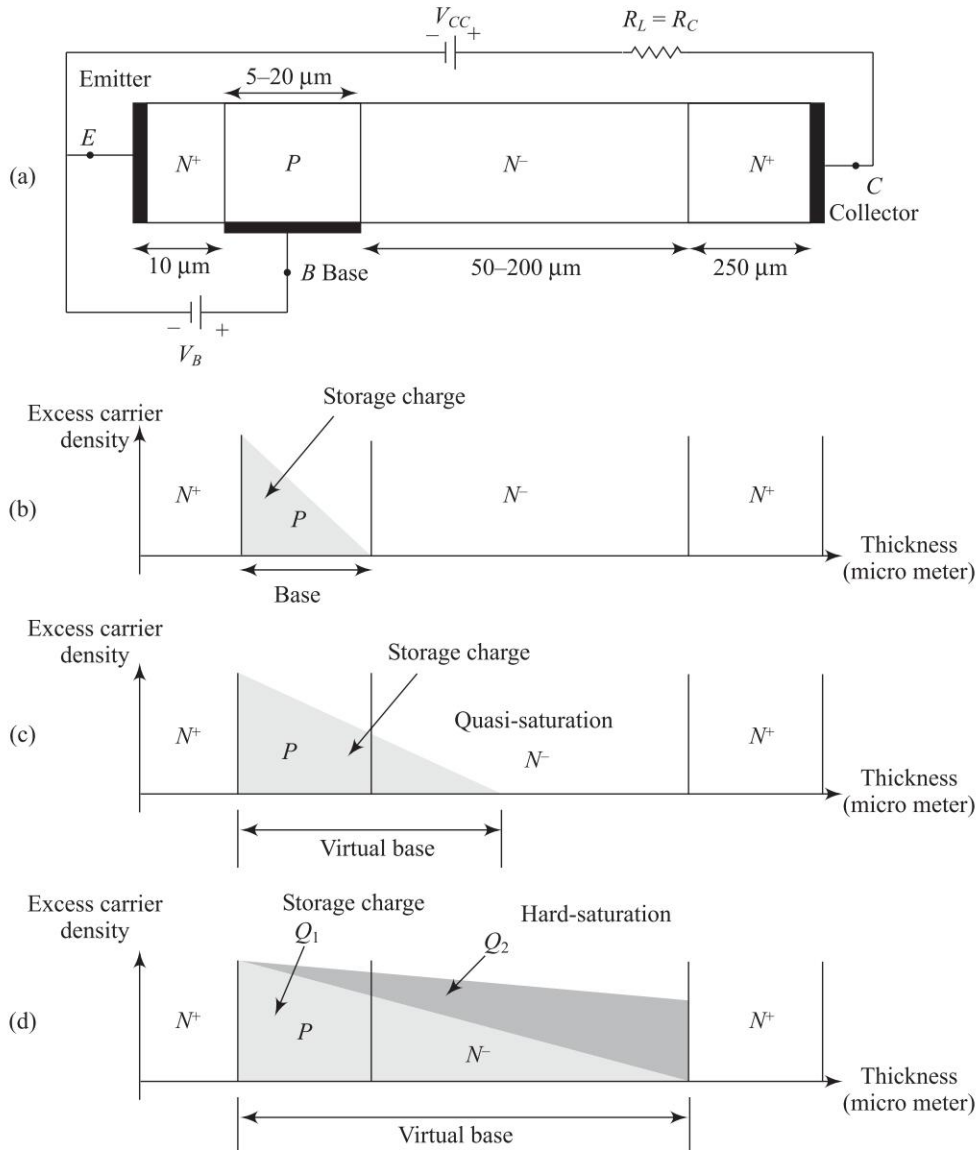 V_CC
− +
R_L = R_C
Emitter
5–20 μm
E
N+
P
N−
N+
(a)
C
Collector
10 μm
B Base
50–200 μm
250 μm
− +
V_B
Storage charge
Excess carrier
density
N+
P
N−
N+
(b)
Thickness
(micro meter)
Base
Excess carrier
density
Storage charge
Quasi-saturation
(c)
N+
P
N−
N+
Thickness
(micro meter)
Virtual base
Storage charge
Hard-saturation
Excess carrier
density
Q_1
Q_2
(d)
N+
P
N−
N+
Thickness
(micro meter)
Virtual base